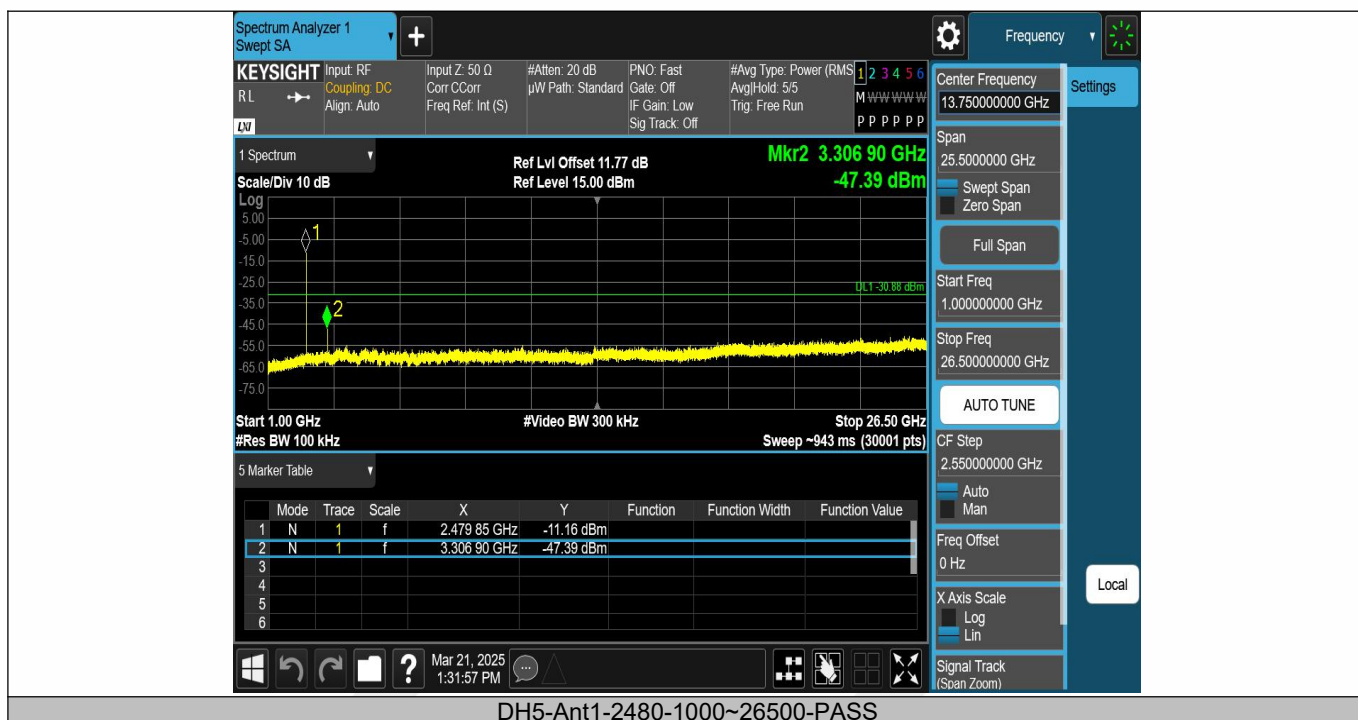 Spectrum Analyzer 1
Swept SA
Frequency
KEYSIGHT
RL
LXI
Input: RF
Coupling: DC
Align: Auto
Input Z: 50 Ω
Corr CCorr
Freq Ref: Int (S)
#Atten: 20 dB
µW Path: Standard
PNO: Fast
Gate: Off
IF Gain: Low
Sig Track: Off
#Avg Type: Power (RMS
Avg|Hold: 5/5
Trig: Free Run
1 2 3 4 5 6
M W W W W W
P P P P P P
1 Spectrum
Scale/Div 10 dB
Ref Lvl Offset 11.77 dB
Ref Level 15.00 dBm
Mkr2 3.306 90 GHz
-47.39 dBm
Log
5.00
-5.00
-15.0
-25.0
-35.0
-45.0
-55.0
-65.0
-75.0
1
2
DL1 -30.88 dBm
Start 1.00 GHz
#Res BW 100 kHz
#Video BW 300 kHz
Stop 26.50 GHz
Sweep ~943 ms (30001 pts)
5 Marker Table
Mode Trace Scale X Y Function Function Width Function Value
1 N 1 f 2.479 85 GHz -11.16 dBm
2 N 1 f 3.306 90 GHz -47.39 dBm
3
4
5
6
?
Mar 21, 2025
1:31:57 PM
Center Frequency
13.750000000 GHz
Settings
Span
25.5000000 GHz
Swept Span
Zero Span
Full Span
Start Freq
1.000000000 GHz
Stop Freq
26.500000000 GHz
AUTO TUNE
CF Step
2.550000000 GHz
Auto
Man
Freq Offset
0 Hz
Local
X Axis Scale
Log
Lin
Signal Track
(Span Zoom)
DH5-Ant1-2480-1000~26500-PASS